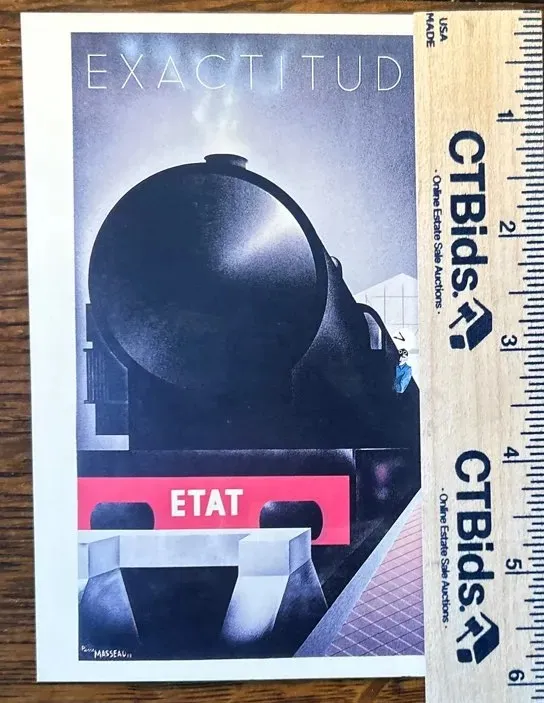 EXACTITUD
ETAT
Pierre
MASSEAU
USA
MADE
1
CTBids.
· Online Estate Sale Auctions ·
2
3
4
CTBids.
· Online Estate Sale Auctions ·
5
6